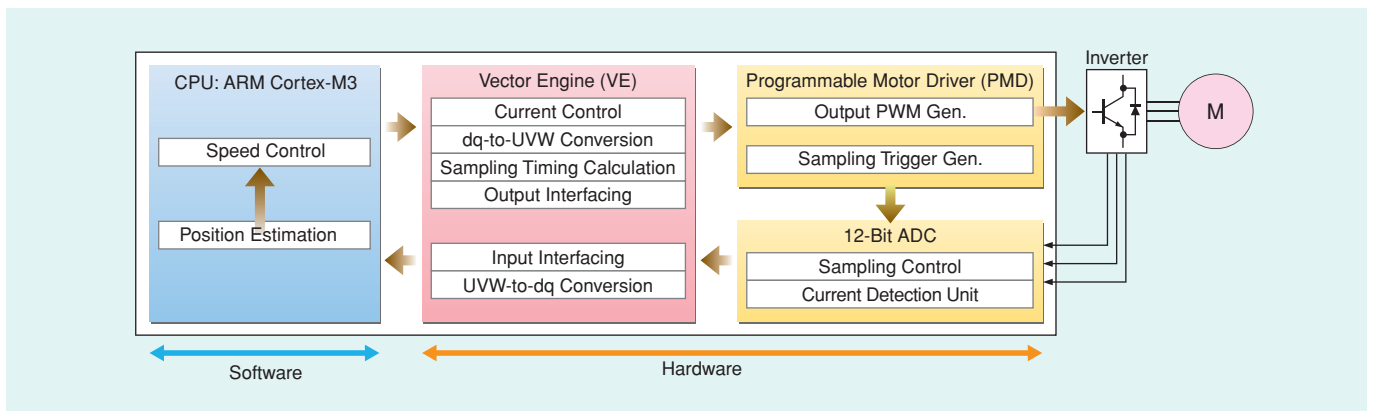 CPU: ARM Cortex-M3
Speed Control
Position Estimation
Vector Engine (VE)
Current Control
dq-to-UVW Conversion
Sampling Timing Calculation
Output Interfacing
Input Interfacing
UVW-to-dq Conversion
Programmable Motor Driver (PMD)
Output PWM Gen.
Sampling Trigger Gen.
12-Bit ADC
Sampling Control
Current Detection Unit
Inverter
M
Software
Hardware